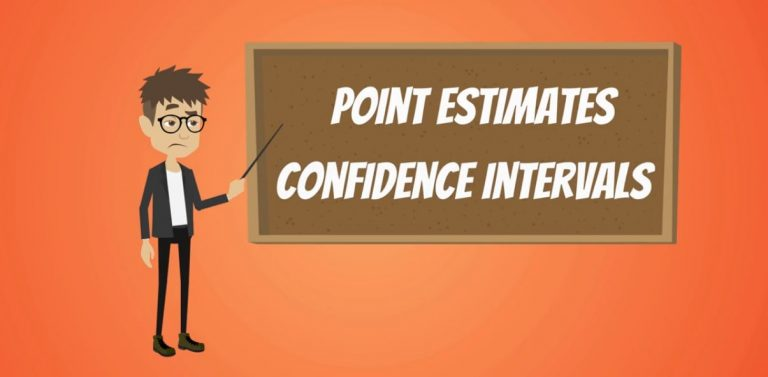 POINT ESTIMATES
CONFIDENCE INTERVALS